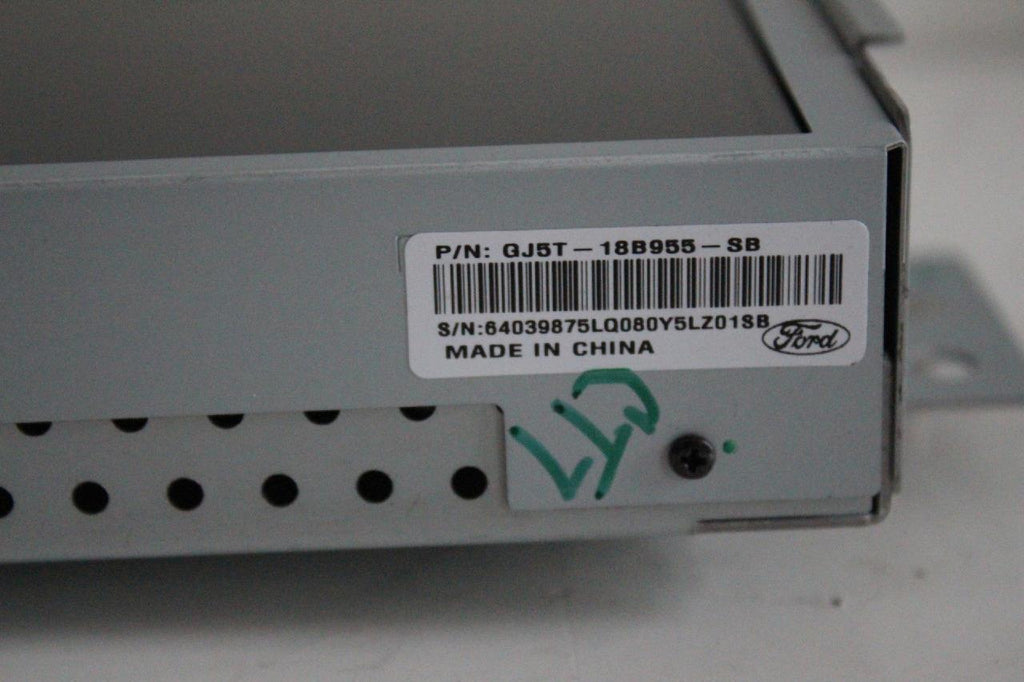 P/N: GJ5T-18B955-SB
S/N:64039875LQ080Y5LZ01SB
Ford
MADE IN CHINA